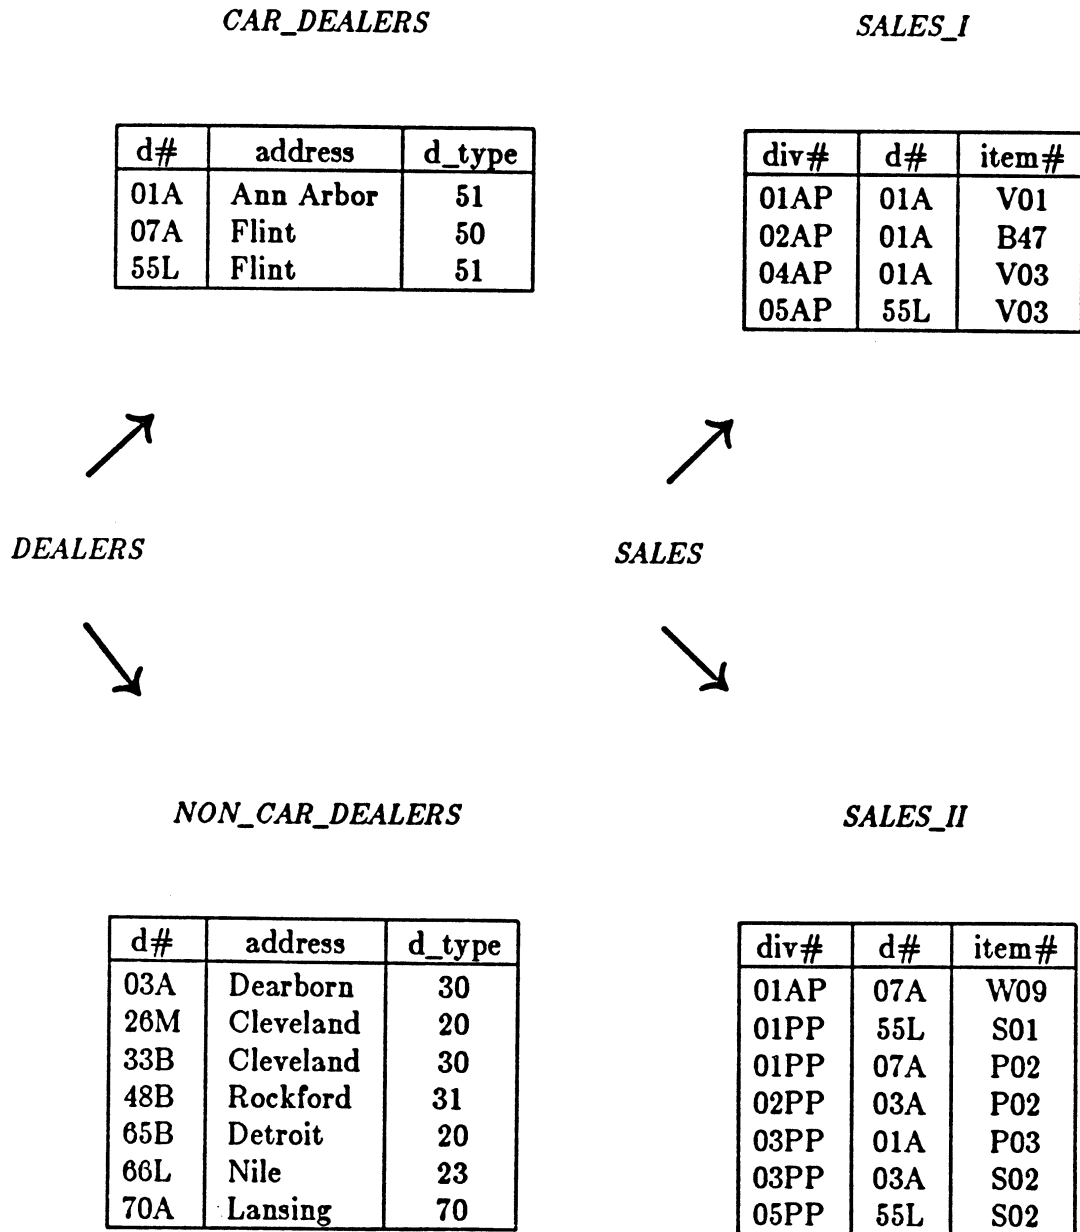 CAR_DEALERS
d# address d_type
01A Ann Arbor 51
07A Flint 50
55L Flint 51
SALES_I
div# d# item#
01AP 01A V01
02AP 01A B47
04AP 01A V03
05AP 55L V03
DEALERS
SALES
NON_CAR_DEALERS
d# address d_type
03A Dearborn 30
26M Cleveland 20
33B Cleveland 30
48B Rockford 31
65B Detroit 20
66L Nile 23
70A Lansing 70
SALES_II
div# d# item#
01AP 07A W09
01PP 55L S01
01PP 07A P02
02PP 03A P02
03PP 01A P03
03PP 03A S02
05PP 55L S02